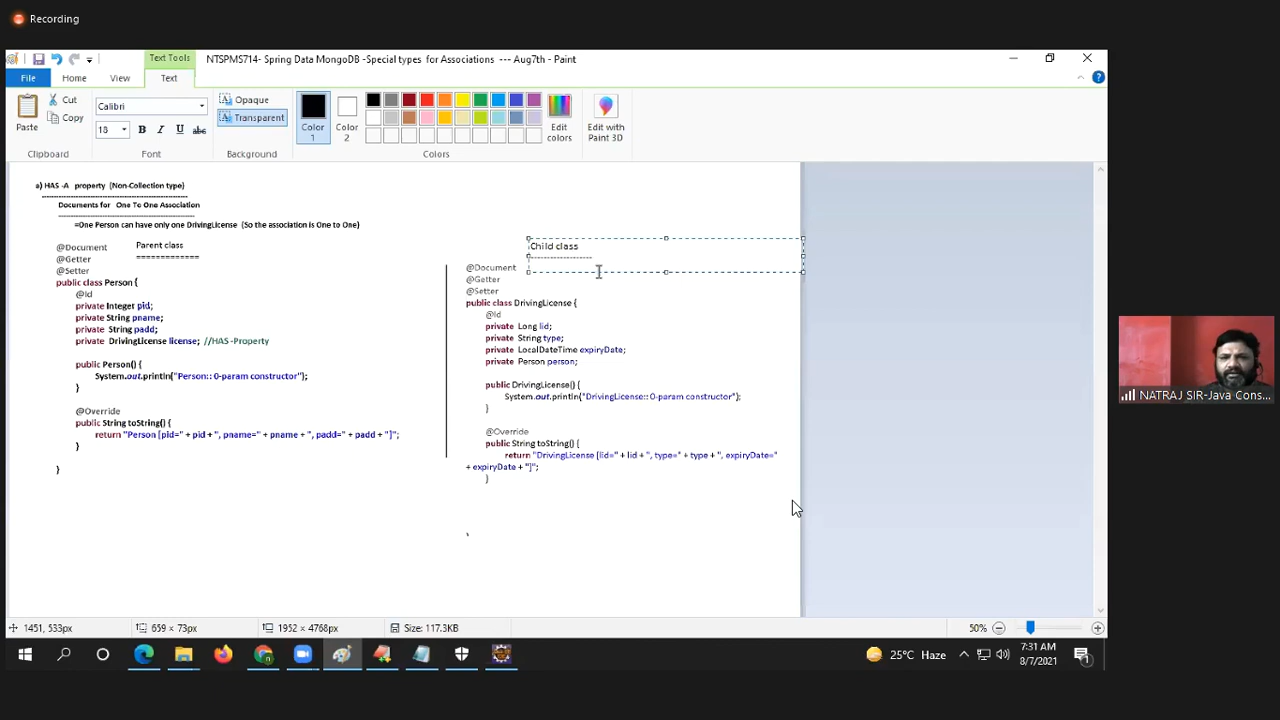 Recording
Text Tools
NTSPMS714- Spring Data MongoDB -Special types for Associations --- Aug7th - Paint
File
Home
View
Text
Paste
Cut
Copy
Clipboard
Calibri
18
B I U abc
Font
Opaque
Transparent
Background
Color 1
Color 2
Edit colors
Colors
Edit with Paint 3D
a) HAS -A property (Non-Collection type)
Documents for One To One Association
=One Person can have only one DrivingLicense (So the association is One to One)
Parent class
=============
@Document
@Getter
@Setter
public class Person {
@Id
private Integer pid;
private String pname;
private String padd;
private DrivingLicense license; //HAS -Property
public Person() {
System.out.println("Person:: 0-param constructor");
}
@Override
public String toString() {
return "Person [pid=" + pid + ", pname=" + pname + ", padd=" + padd + "]";
}
}
Child class
@Document
@Getter
@Setter
public class DrivingLicense {
@Id
private Long lid;
private String type;
private LocalDateTime expiryDate;
private Person person;
public DrivingLicense() {
System.out.println("DrivingLicense:: 0-param constructor");
}
@Override
public String toString() {
return "DrivingLicense [lid=" + lid + ", type=" + type + ", expiryDate="
+ expiryDate + "]";
}
NATRAJ SIR-Java Cons...
1451, 533px
659 × 73px
1952 × 4768px
Size: 117.3KB
50%
25°C Haze
7:31 AM
8/7/2021
1